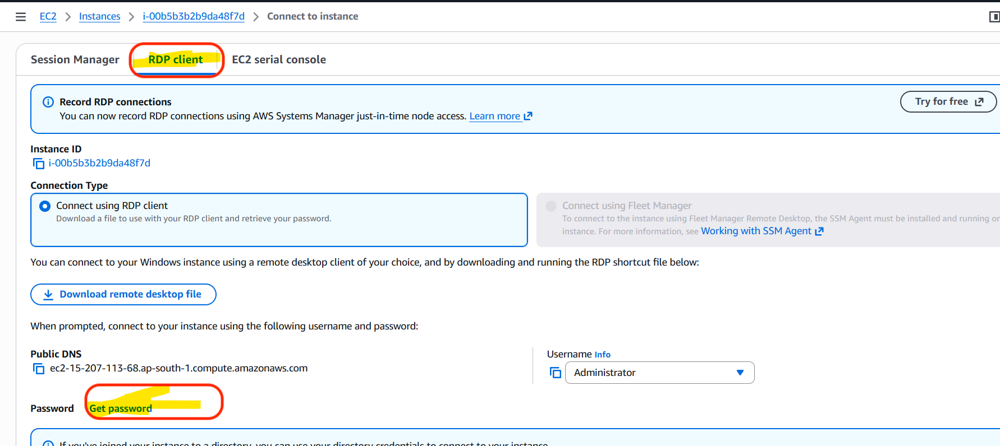 EC2 > Instances > i-00b5b3b2b9da48f7d > Connect to instance
Session Manager RDP client EC2 serial console
Record RDP connections
You can now record RDP connections using AWS Systems Manager just-in-time node access. Learn more
Try for free
Instance ID
i-00b5b3b2b9da48f7d
Connection Type
Connect using RDP client
Download a file to use with your RDP client and retrieve your password.
Connect using Fleet Manager
To connect to the instance using Fleet Manager Remote Desktop, the SSM Agent must be installed and running on
instance. For more information, see Working with SSM Agent
You can connect to your Windows instance using a remote desktop client of your choice, and by downloading and running the RDP shortcut file below:
Download remote desktop file
When prompted, connect to your instance using the following username and password:
Public DNS
ec2-15-207-113-68.ap-south-1.compute.amazonaws.com
Username Info
Administrator
Password Get password
If you've joined your instance to a directory, you can use your directory credentials to connect to your instance.